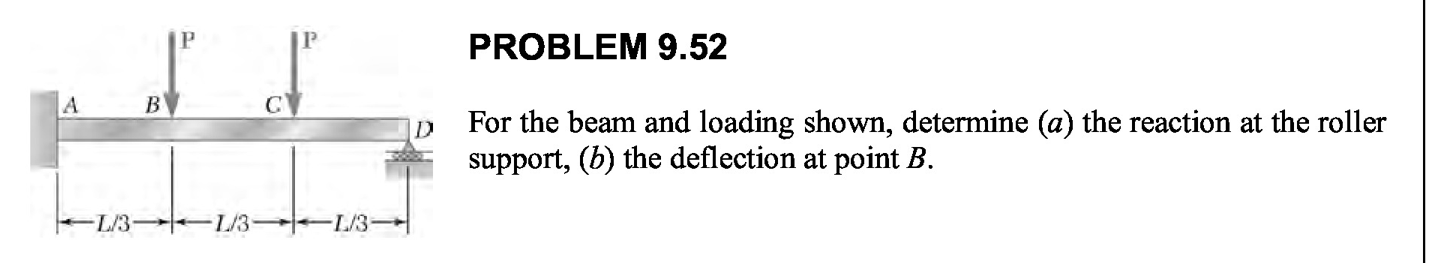 P P
PROBLEM 9.52
A B C D
For the beam and loading shown, determine (a) the reaction at the roller
support, (b) the deflection at point B.
L/3 L/3 L/3